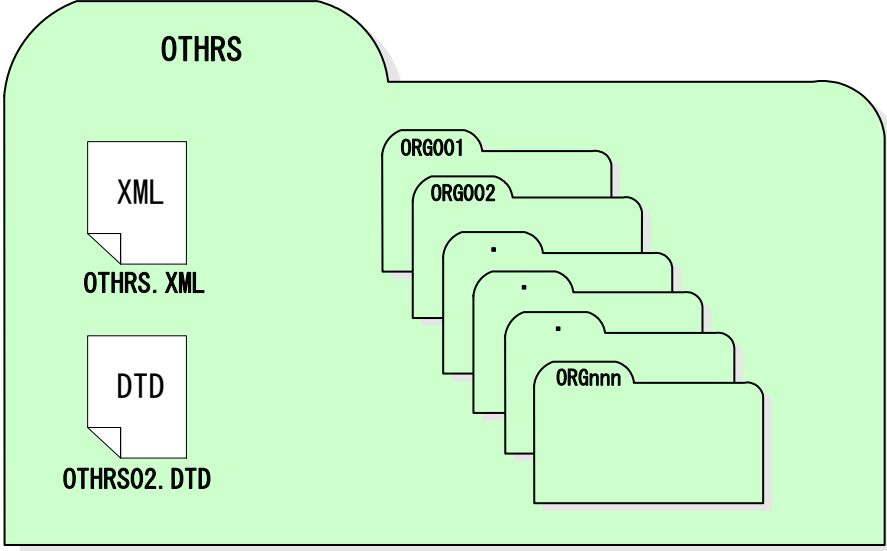 OTHRS
XML
OTHRS.XML
DTD
OTHRS02.DTD
ORG001
ORG002
.
.
.
ORGnnn